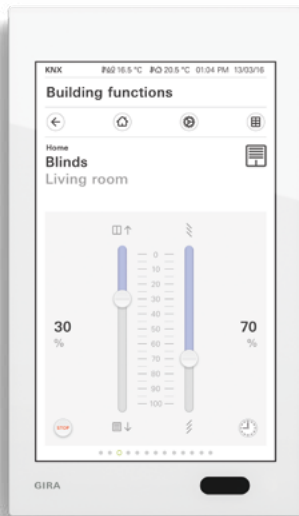 KNX 16.5 °C 20.5 °C 01:04 PM 13/03/16
Building functions
Home
Blinds
Living room
0
10
20
30
30
40
50
60
70
80
90
100
%
70
%
STOP
GIRA